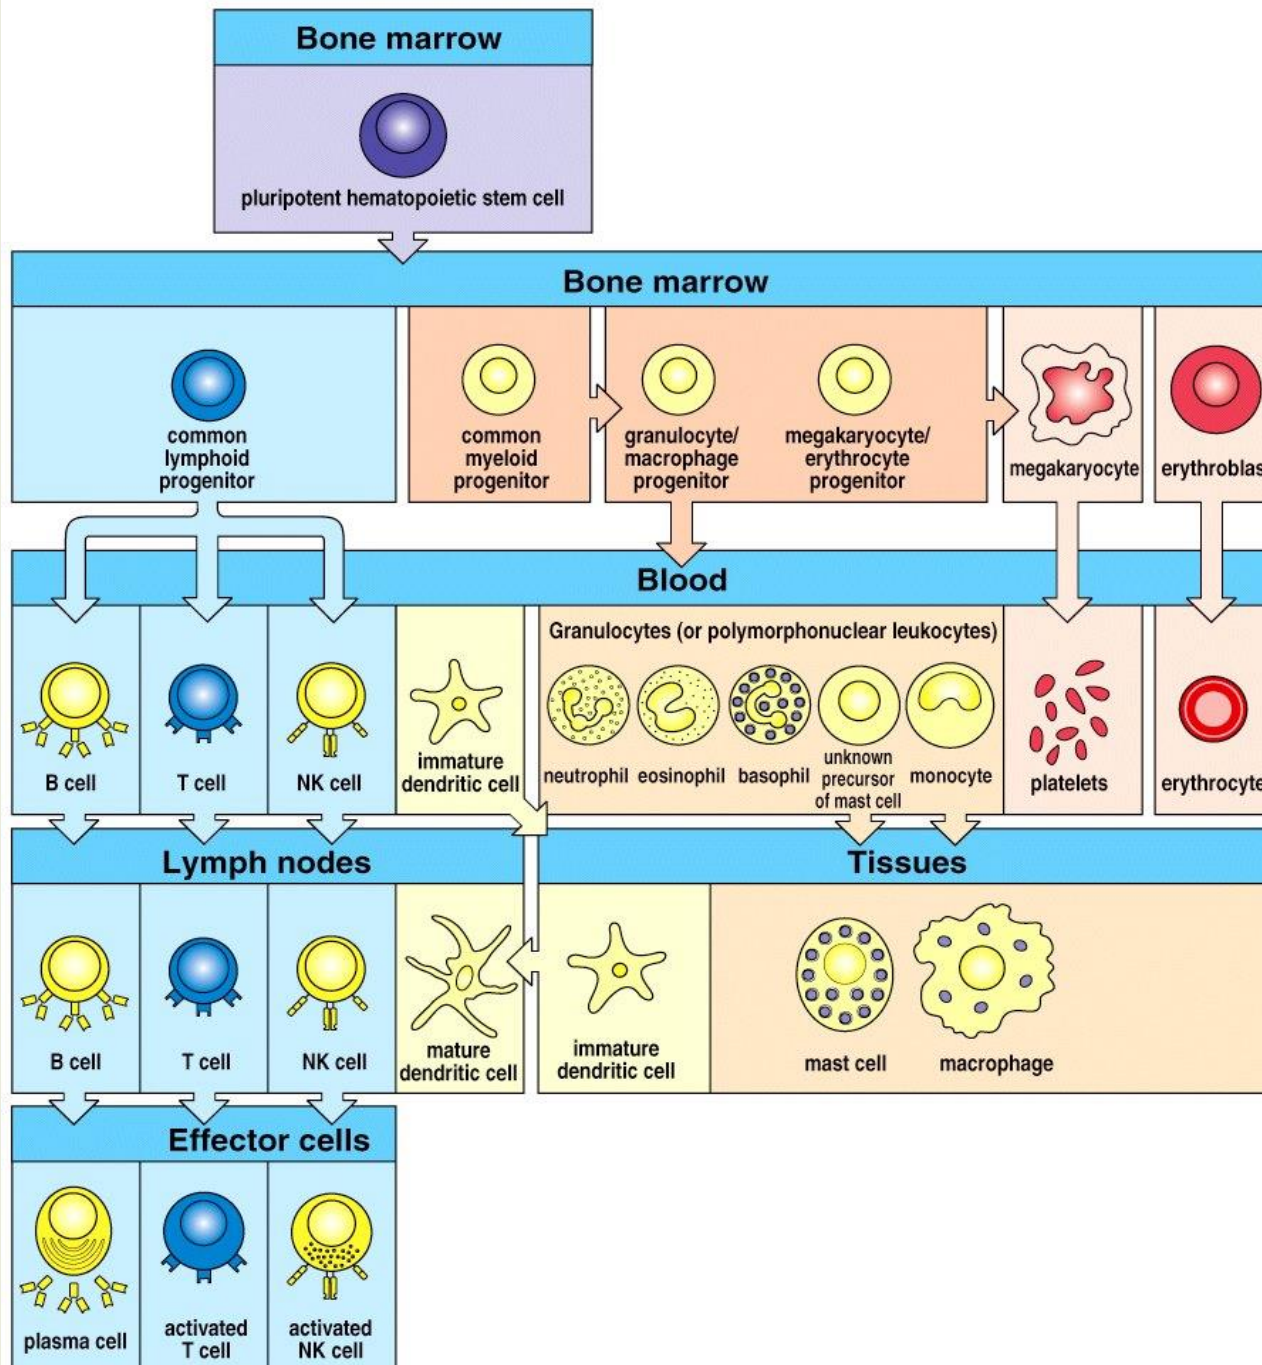 Bone marrow
pluripotent hematopoietic stem cell
Bone marrow
common
lymphoid
progenitor
common
myeloid
progenitor
granulocyte/
macrophage
progenitor
megakaryocyte/
erythrocyte
progenitor
megakaryocyte
erythroblas
Blood
B cell
T cell
NK cell
immature
dendritic cell
Granulocytes (or polymorphonuclear leukocytes)
neutrophil
eosinophil
basophil
unknown
precursor
of mast cell
monocyte
platelets
erythrocyte
Lymph nodes
Tissues
B cell
T cell
NK cell
mature
dendritic cell
immature
dendritic cell
mast cell
macrophage
Effector cells
plasma cell
activated
T cell
activated
NK cell